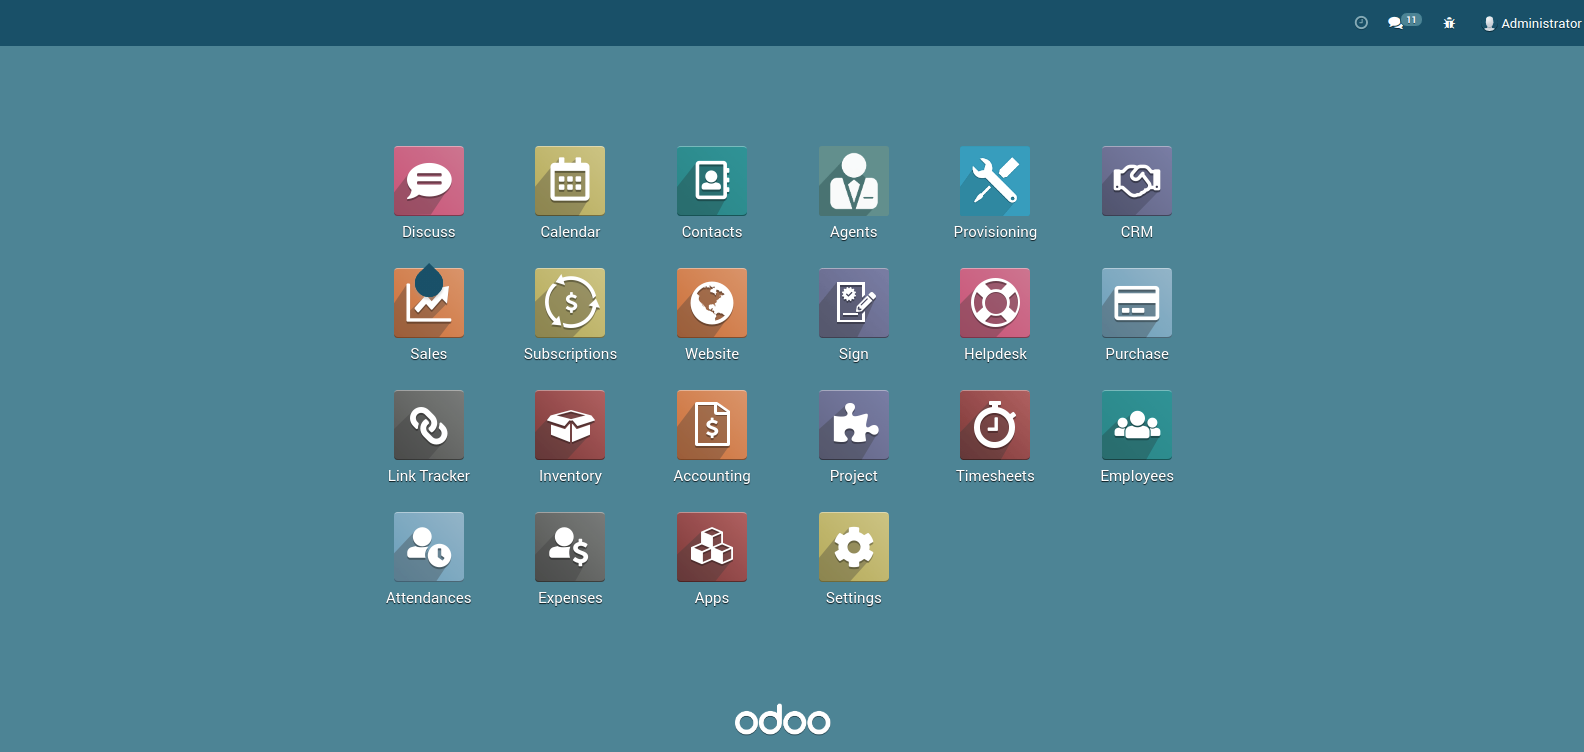 11 Administrator
Discuss Calendar Contacts Agents Provisioning CRM
Sales Subscriptions Website Sign Helpdesk Purchase
Link Tracker Inventory Accounting Project Timesheets Employees
Attendances Expenses Apps Settings
odoo